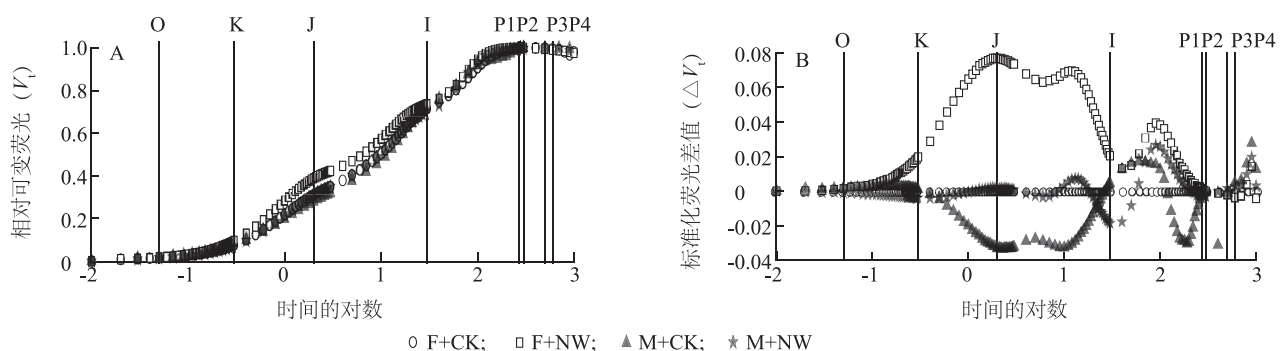 O K J I P1P2 P3P4
A
1.0
0.8
0.6
0.4
0.2
0
-2 -1 0 1 2 3
相对可变荧光 (Vt)
时间的对数
O K J I P1P2 P3P4
B
0.08
0.06
0.04
0.02
0
-0.02
-0.04
-2 -1 0 1 2 3
标准化荧光差值 (△Vt)
时间的对数
○ F+CK; □ F+NW; ▲ M+CK; ★ M+NW